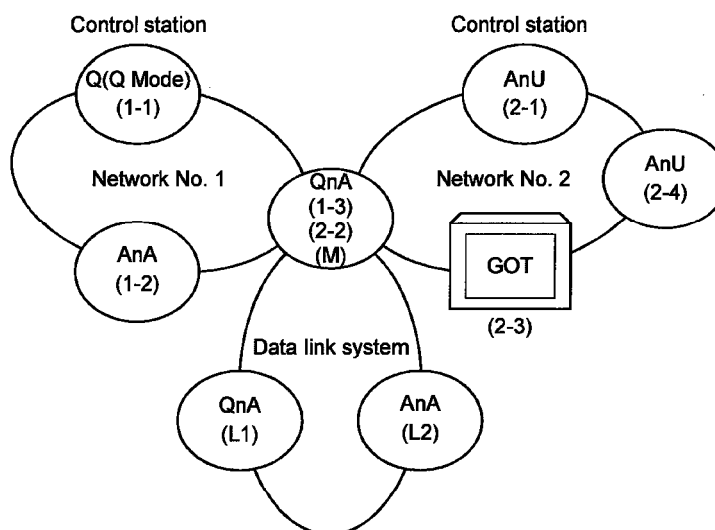 Control station
Control station
Q(Q Mode)
(1-1)
AnU
(2-1)
AnU
(2-4)
Network No. 1
QnA
(1-3)
(2-2)
(M)
Network No. 2
AnA
(1-2)
GOT
(2-3)
Data link system
QnA
(L1)
AnA
(L2)